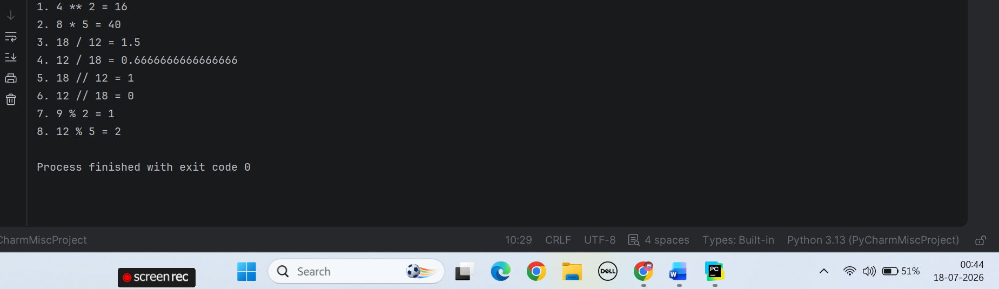 1. 4 ** 2 = 16
2. 8 * 5 = 40
3. 18 / 12 = 1.5
4. 12 / 18 = 0.6666666666666666
5. 18 // 12 = 1
6. 12 // 18 = 0
7. 9 % 2 = 1
8. 12 % 5 = 2
Process finished with exit code 0
CharmMiscProject 10:29 CRLF UTF-8 4 spaces Types: Built-in Python 3.13 (PyCharmMiscProject)
screenrec Search DELL W PC 51% 00:44
18-07-2026